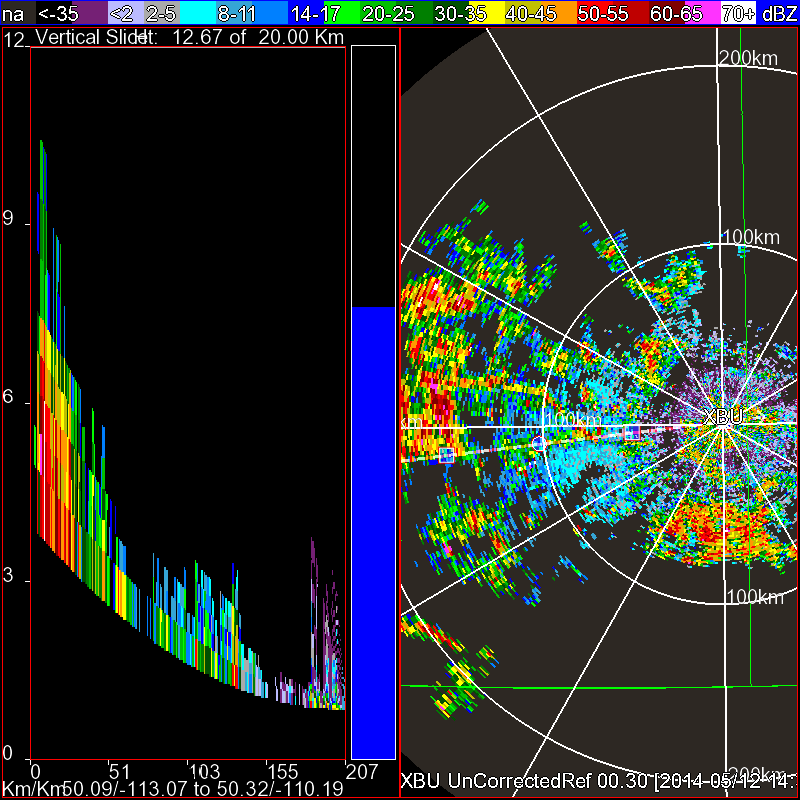 na <-35 <2 2-5 8-11 14-17 20-25 30-35 40-45 50-55 60-65 70+ dBZ
12 Vertical Slide Ht: 12.67 of 20.00 Km
200km
9
100km
6
XBU
100km
3
100km
0
0 51 103 155 207
200km
Km/Km 50.09/-113.07 to 50.32/-110.19
XBU UnCorrectedRef 00.30 [2014-05/12-14: